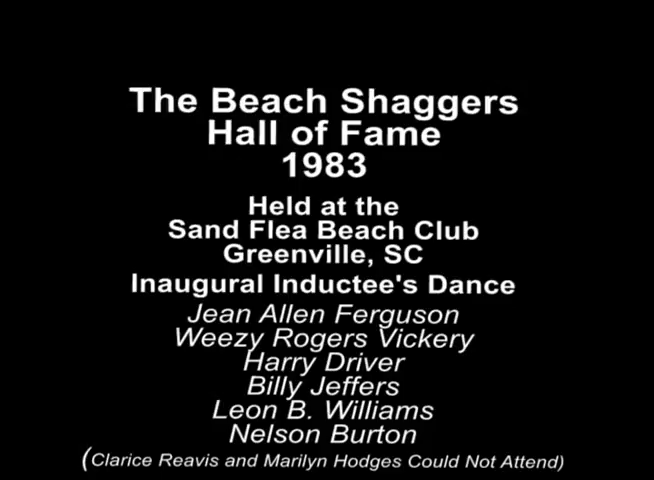 The Beach Shaggers
Hall of Fame
1983
Held at the
Sand Flea Beach Club
Greenville, SC
Inaugural Inductee's Dance
Jean Allen Ferguson
Weezy Rogers Vickery
Harry Driver
Billy Jeffers
Leon B. Williams
Nelson Burton
(Clarice Reavis and Marilyn Hodges Could Not Attend)